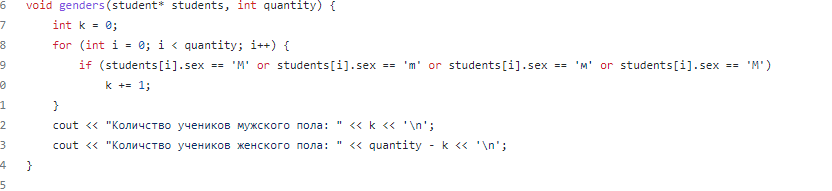 6 void genders(student* students, int quantity) {
7 int k = 0;
8 for (int i = 0; i < quantity; i++) {
9 if (students[i].sex == 'M' or students[i].sex == 'm' or students[i].sex == 'м' or students[i].sex == 'М')
0 k += 1;
1 }
2 cout << "Количство учеников мужского пола: " << k << '\n';
3 cout << "Количство учеников женского пола: " << quantity - k << '\n';
4 }
5